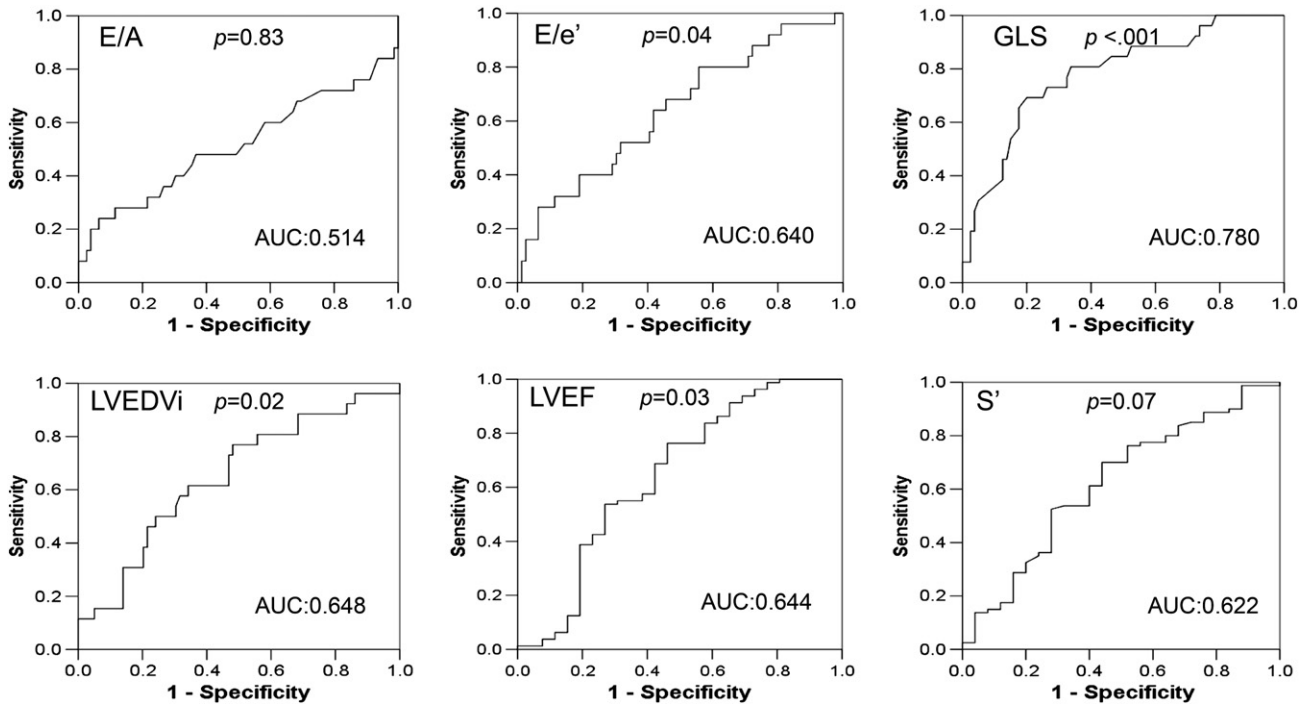 E/A
p=0.83
1.0
0.8
0.6
0.4
0.2
0.0
Sensitivity
AUC:0.514
0.0 0.2 0.4 0.6 0.8 1.0
1 - Specificity
E/e’
p=0.04
1.0
0.8
0.6
0.4
0.2
0.0
Sensitivity
AUC:0.640
0.0 0.2 0.4 0.6 0.8 1.0
1 - Specificity
GLS
p <.001
1.0
0.8
0.6
0.4
0.2
0.0
Sensitivity
AUC:0.780
0.0 0.2 0.4 0.6 0.8 1.0
1 - Specificity
LVEDVi
p=0.02
1.0
0.8
0.6
0.4
0.2
0.0
Sensitivity
AUC:0.648
0.0 0.2 0.4 0.6 0.8 1.0
1 - Specificity
LVEF
p=0.03
1.0
0.8
0.6
0.4
0.2
0.0
Sensitivity
AUC:0.644
0.0 0.2 0.4 0.6 0.8 1.0
1 - Specificity
S’
p=0.07
1.0
0.8
0.6
0.4
0.2
0.0
Sensitivity
AUC:0.622
0.0 0.2 0.4 0.6 0.8 1.0
1 - Specificity